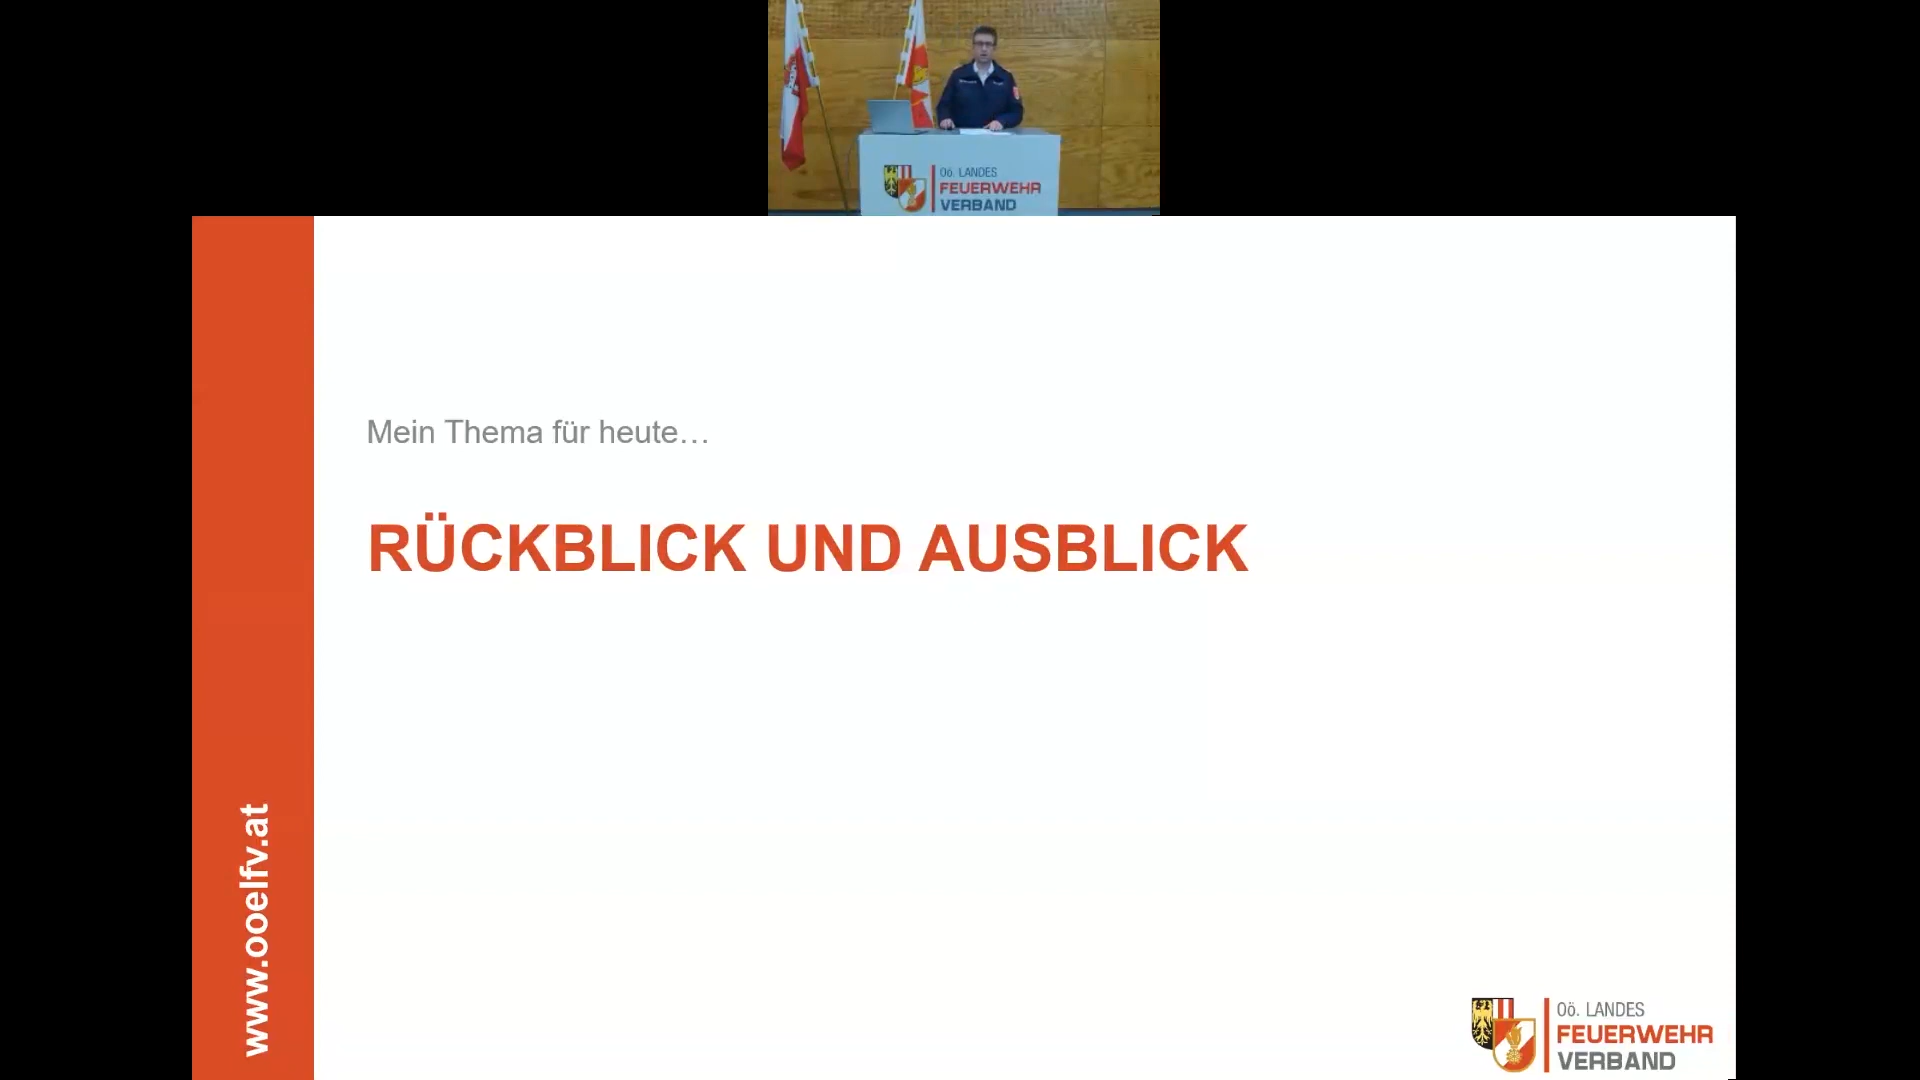 OÖ. LANDES
FEUERWEHR
VERBAND
Mein Thema für heute…
RÜCKBLICK UND AUSBLICK
www.ooelfv.at
OÖ. LANDES
FEUERWEHR
VERBAND